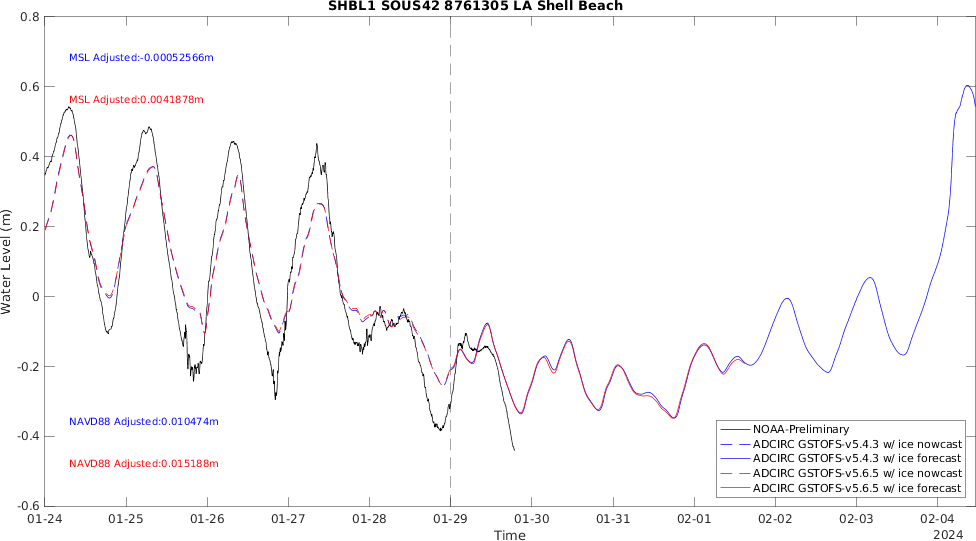 SHBL1 SOUS42 8761305 LA Shell Beach
0.8
0.6
0.4
0.2
0
-0.2
-0.4
-0.6
Water Level (m)
MSL Adjusted:-0.00052566m
MSL Adjusted:0.0041878m
NAVD88 Adjusted:0.010474m
NAVD88 Adjusted:0.015188m
NOAA-Preliminary
ADCIRC GSTOFS-v5.4.3 w/ ice nowcast
ADCIRC GSTOFS-v5.4.3 w/ ice forecast
ADCIRC GSTOFS-v5.6.5 w/ ice nowcast
ADCIRC GSTOFS-v5.6.5 w/ ice forecast
01-24 01-25 01-26 01-27 01-28 01-29 01-30 01-31 02-01 02-02 02-03 02-04
Time
2024